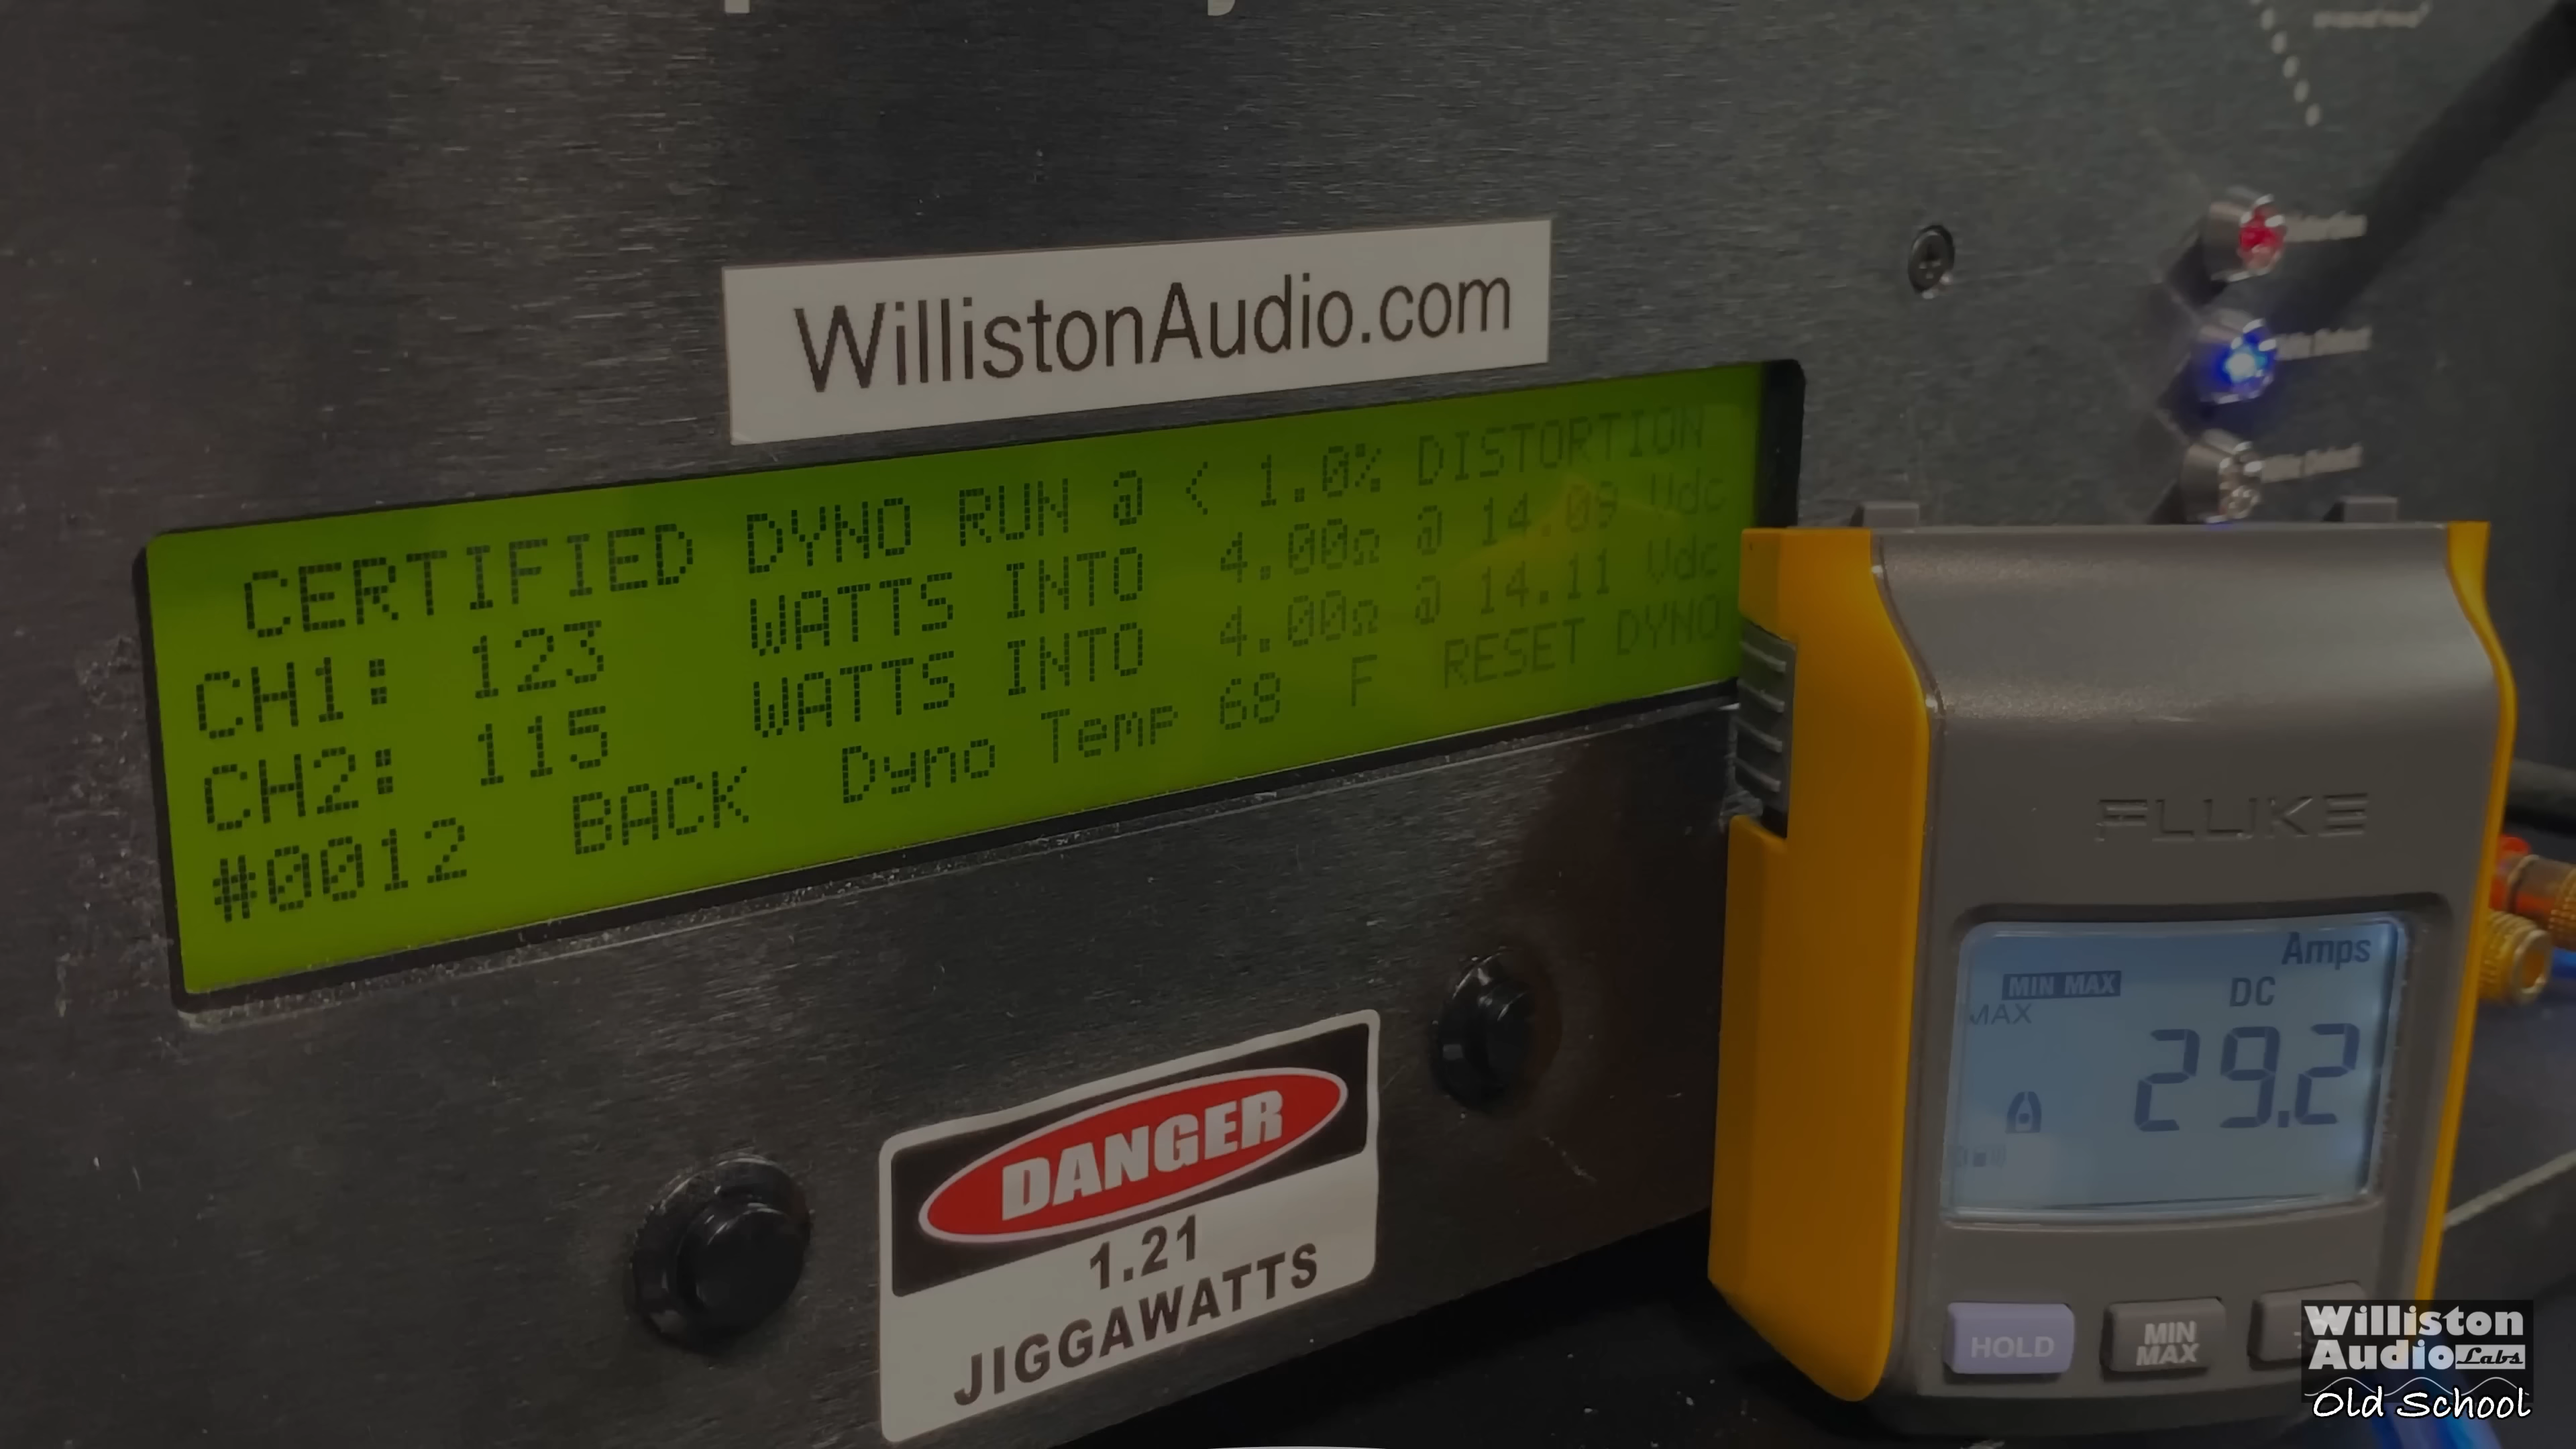 WillistonAudio.com
CERTIFIED DYNO RUN @ < 1.0% DISTORTION
CH1: 123 WATTS INTO 4.00Ω @ 14.09 Vdc
CH2: 115 WATTS INTO 4.00Ω @ 14.11 Vdc
#0012 BACK Dyno Temp 68 F RESET DYNO
DANGER
1.21
JIGGAWATTS
FLUKE
Amps
MIN MAX
DC
MAX
29.2
HOLD
MIN
MAX
Williston
Audio Labs
Old School